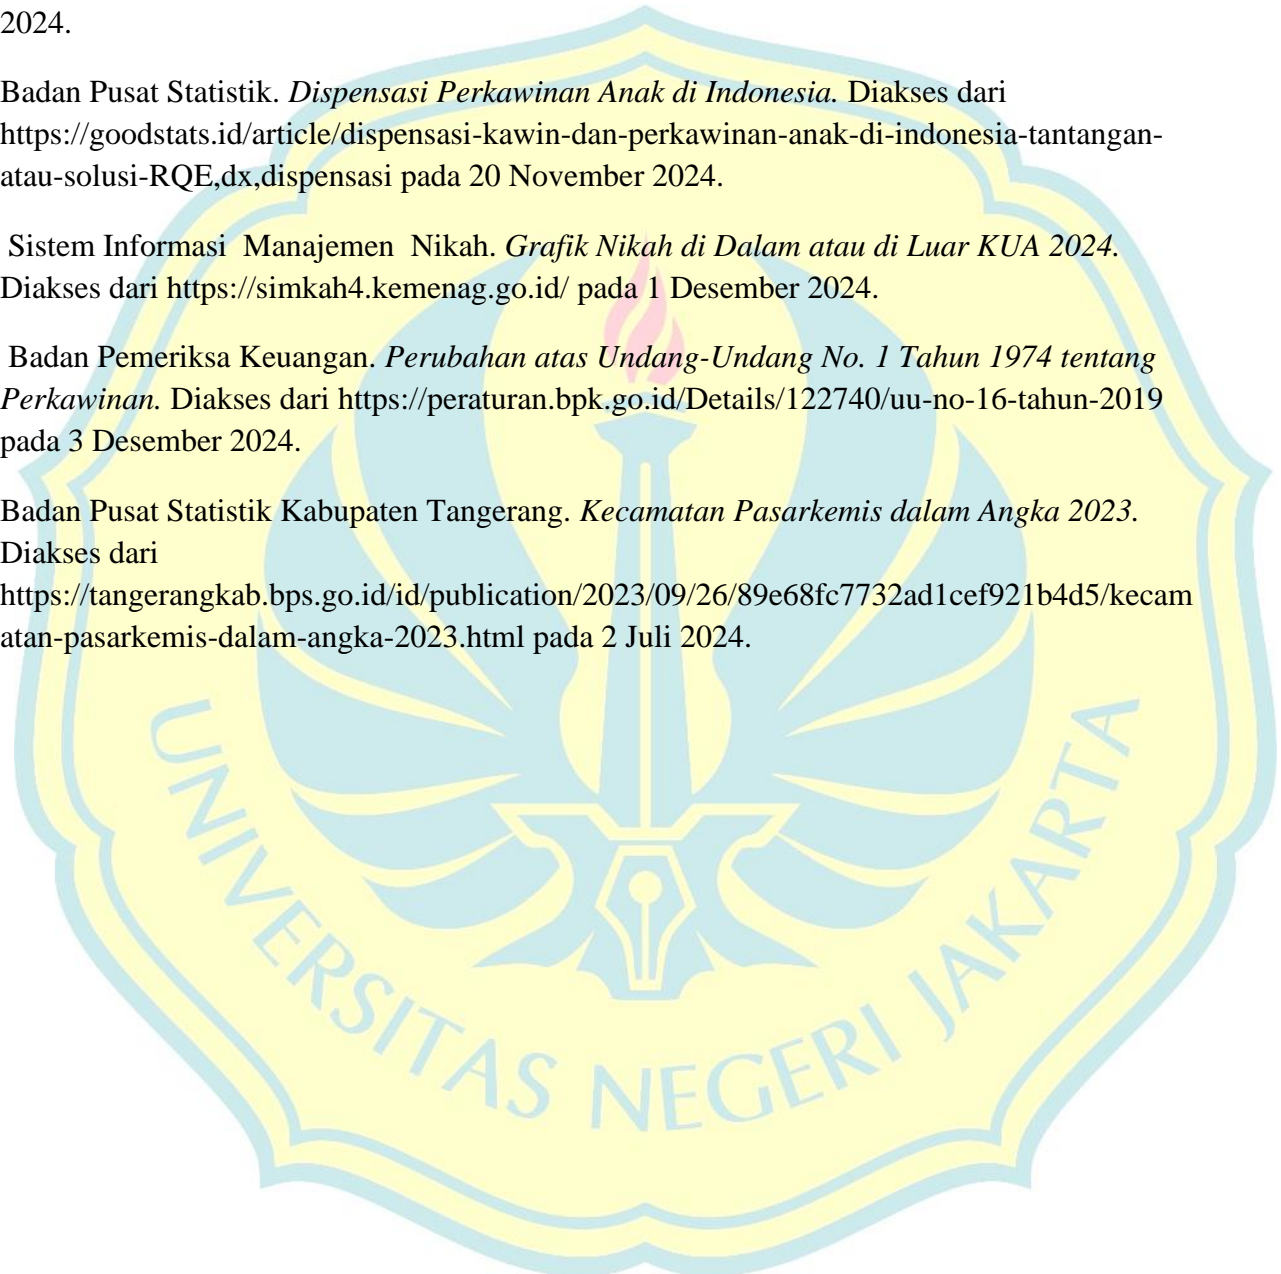 2024.
Badan Pusat Statistik. Dispensasi Perkawinan Anak di Indonesia. Diakses dari
https://goodstats.id/article/dispensasi-kawin-dan-perkawinan-anak-di-indonesia-tantangan-
atau-solusi-RQE,dx,dispensasi pada 20 November 2024.
Sistem Informasi  Manajemen  Nikah. Grafik Nikah di Dalam atau di Luar KUA 2024.
Diakses dari https://simkah4.kemenag.go.id/ pada 1 Desember 2024.
Badan Pemeriksa Keuangan. Perubahan atas Undang-Undang No. 1 Tahun 1974 tentang
Perkawinan. Diakses dari https://peraturan.bpk.go.id/Details/122740/uu-no-16-tahun-2019
pada 3 Desember 2024.
Badan Pusat Statistik Kabupaten Tangerang. Kecamatan Pasarkemis dalam Angka 2023.
Diakses dari
https://tangerangkab.bps.go.id/id/publication/2023/09/26/89e68fc7732ad1cef921b4d5/kecam
atan-pasarkemis-dalam-angka-2023.html pada 2 Juli 2024.
UNIVERSITAS NEGERI JAKARTA